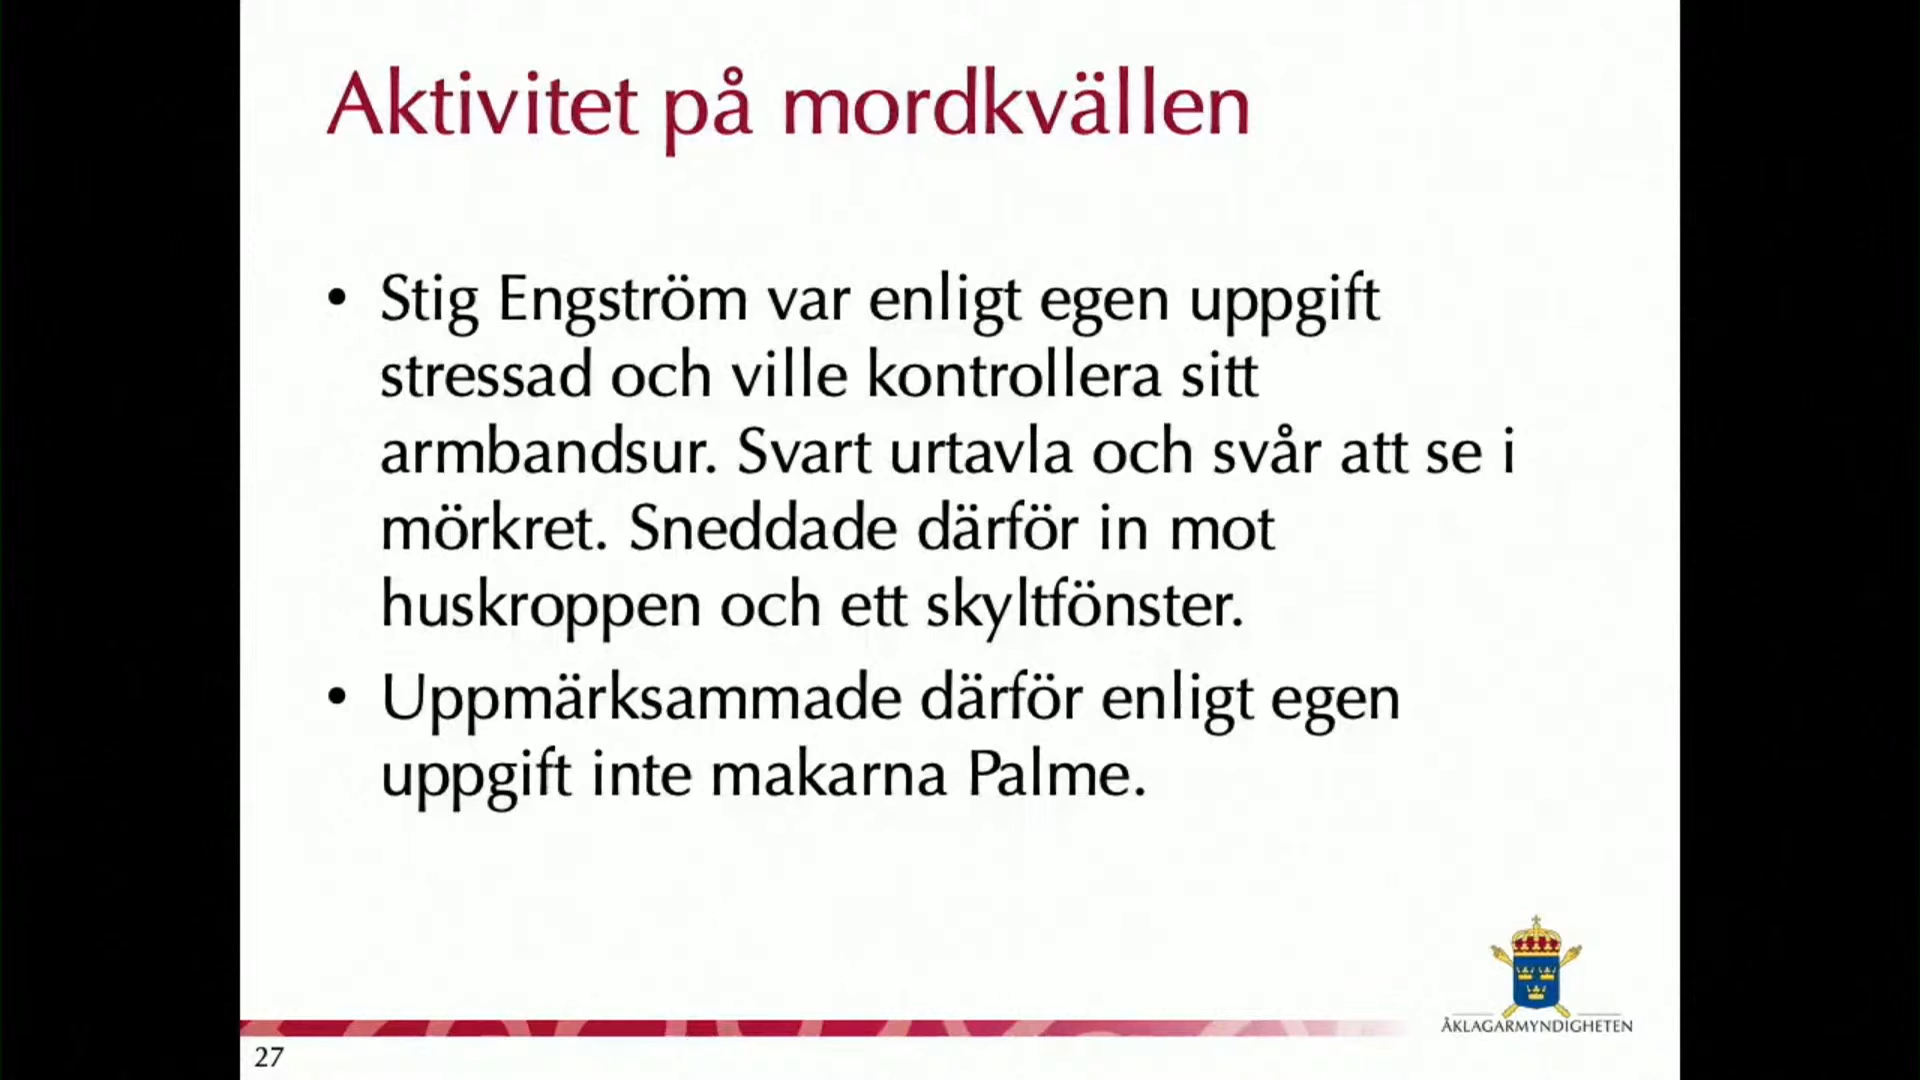 Aktivitet på mordkvällen
• Stig Engström var enligt egen uppgift
stressad och ville kontrollera sitt
armbandsur. Svart urtavla och svår att se i
mörkret. Sneddade därför in mot
huskroppen och ett skyltfönster.
• Uppmärksammade därför enligt egen
uppgift inte makarna Palme.
ÅKLAGARMYNDIGHETEN
27